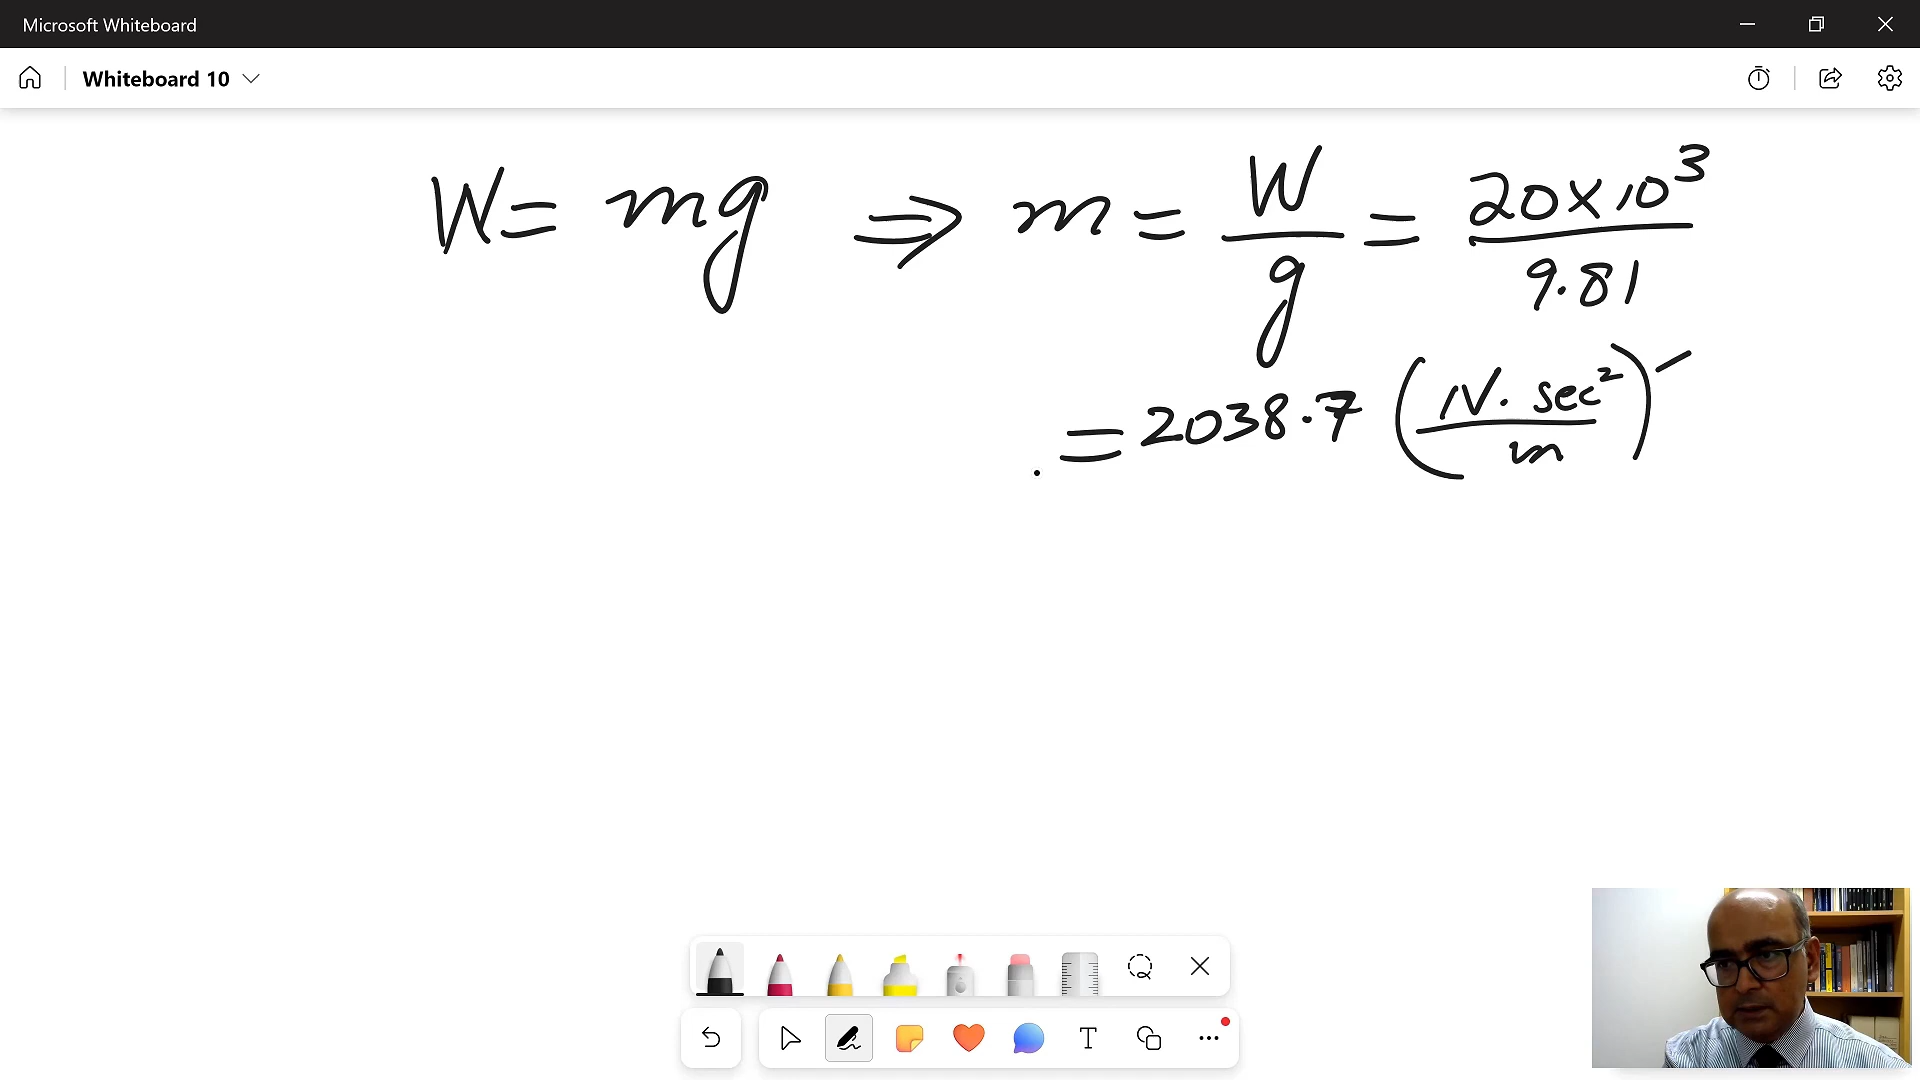 Microsoft Whiteboard
Whiteboard 10
W = mg ⇒ m = W/g = 20×10³/9.81
= 2038.7 (N. sec²/m)
T